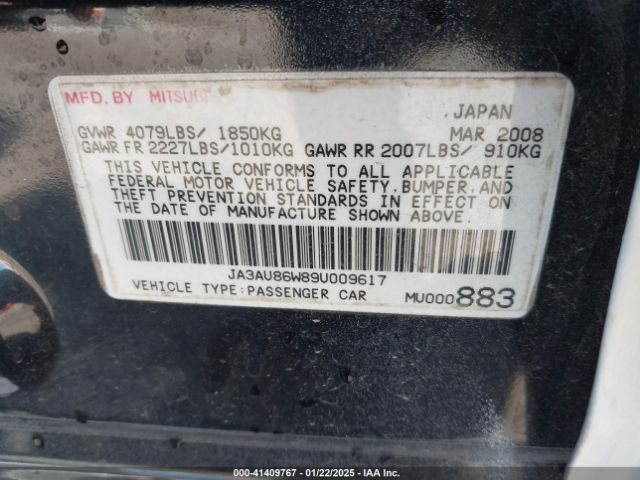 MFD. BY MITSUBI
JAPAN
GVWR 4079LBS/ 1850KG MAR 2008
GAWR FR 2227LBS/1010KG GAWR RR 2007LBS/ 910KG
THIS VEHICLE CONFORMS TO ALL APPLICABLE
FEDERAL MOTOR VEHICLE SAFETY, BUMPER AND
THEFT PREVENTION STANDARDS IN EFFECT ON
THE DATE OF MANUFACTURE SHOWN ABOVE.
JA3AU86W89U009617
VEHICLE TYPE:PASSENGER CAR MU000883
000-41409767 - 01/22/2025 - IAA Inc.